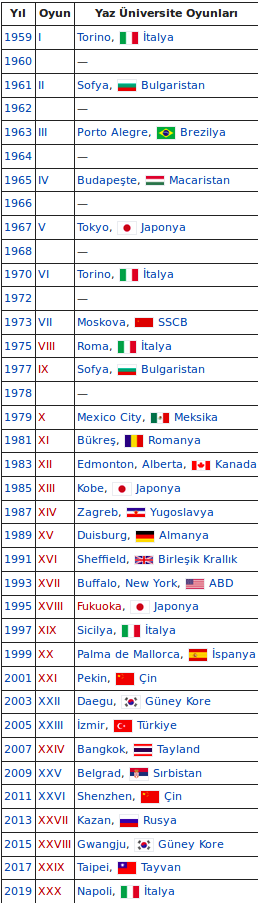 Yıl Oyun Yaz Üniversite Oyunları
1959 I Torino, İtalya
1960 —
1961 II Sofya, Bulgaristan
1962 —
1963 III Porto Alegre, Brezilya
1964 —
1965 IV Budapeşte, Macaristan
1966 —
1967 V Tokyo, Japonya
1968 —
1970 VI Torino, İtalya
1972 —
1973 VII Moskova, SSCB
1975 VIII Roma, İtalya
1977 IX Sofya, Bulgaristan
1978 —
1979 X Mexico City, Meksika
1981 XI Bükreş, Romanya
1983 XII Edmonton, Alberta, Kanada
1985 XIII Kobe, Japonya
1987 XIV Zagreb, Yugoslavya
1989 XV Duisburg, Almanya
1991 XVI Sheffield, Birleşik Krallık
1993 XVII Buffalo, New York, ABD
1995 XVIII Fukuoka, Japonya
1997 XIX Sicilya, İtalya
1999 XX Palma de Mallorca, İspanya
2001 XXI Pekin, Çin
2003 XXII Daegu, Güney Kore
2005 XXIII İzmir, Türkiye
2007 XXIV Bangkok, Tayland
2009 XXV Belgrad, Sırbistan
2011 XXVI Shenzhen, Çin
2013 XXVII Kazan, Rusya
2015 XXVIII Gwangju, Güney Kore
2017 XXIX Taipei, Tayvan
2019 XXX Napoli, İtalya